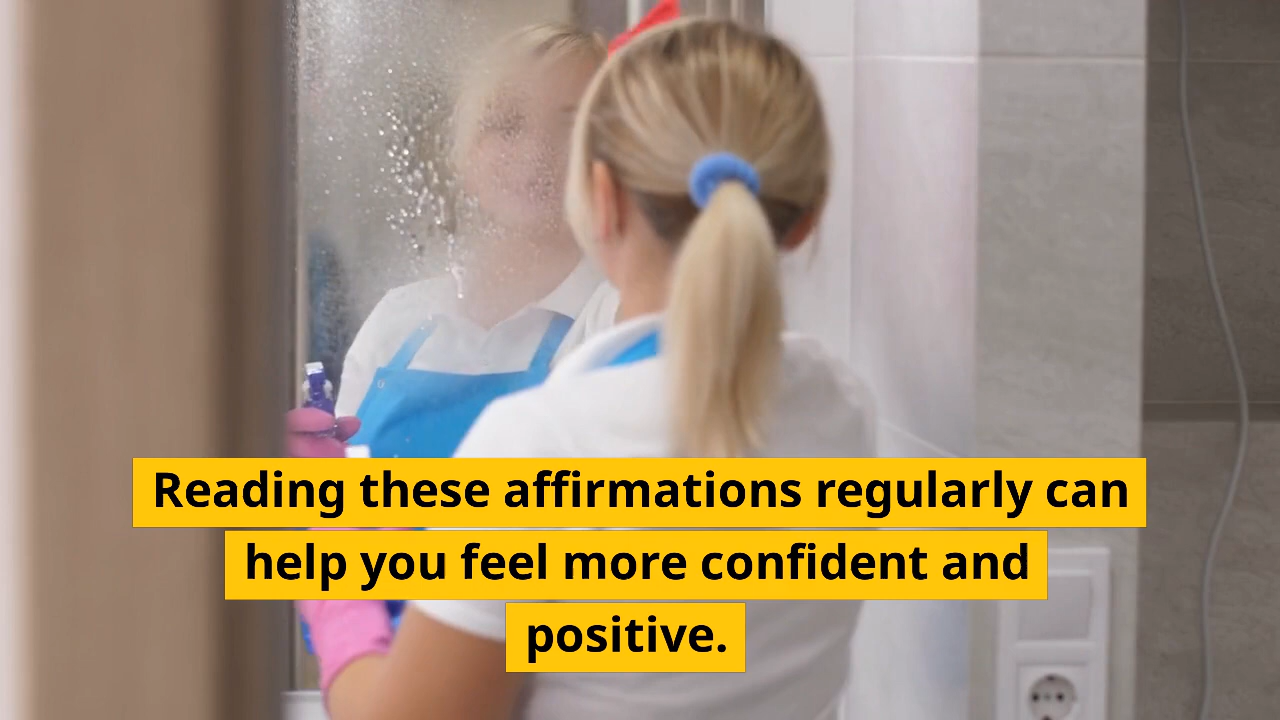 Reading these affirmations regularly can
help you feel more confident and
positive.